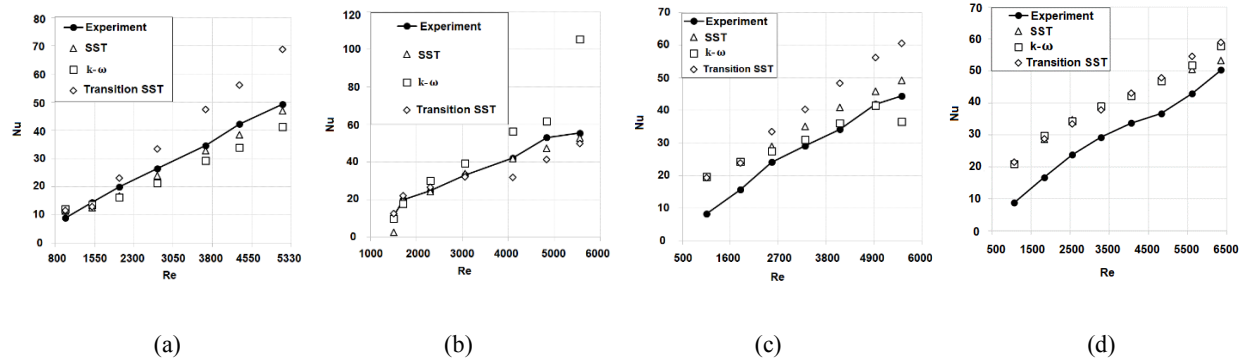 80
70
60
50
40
30
20
10
0
Nu
Experiment
SST
k-ω
Transition SST
800 1550 2300 3050 3800 4550 5330
Re
(a)
120
100
80
60
40
20
0
Nu
Experiment
SST
k-ω
Transition SST
1000 2000 3000 4000 5000 6000
Re
(b)
70
60
50
40
30
20
10
0
Nu
Experiment
SST
k-ω
Transition SST
500 1600 2700 3800 4900 6000
Re
(c)
70
60
50
40
30
20
10
0
Nu
Experiment
SST
k-ω
Transition SST
500 1500 2500 3500 4500 5500 6500
Re
(d)